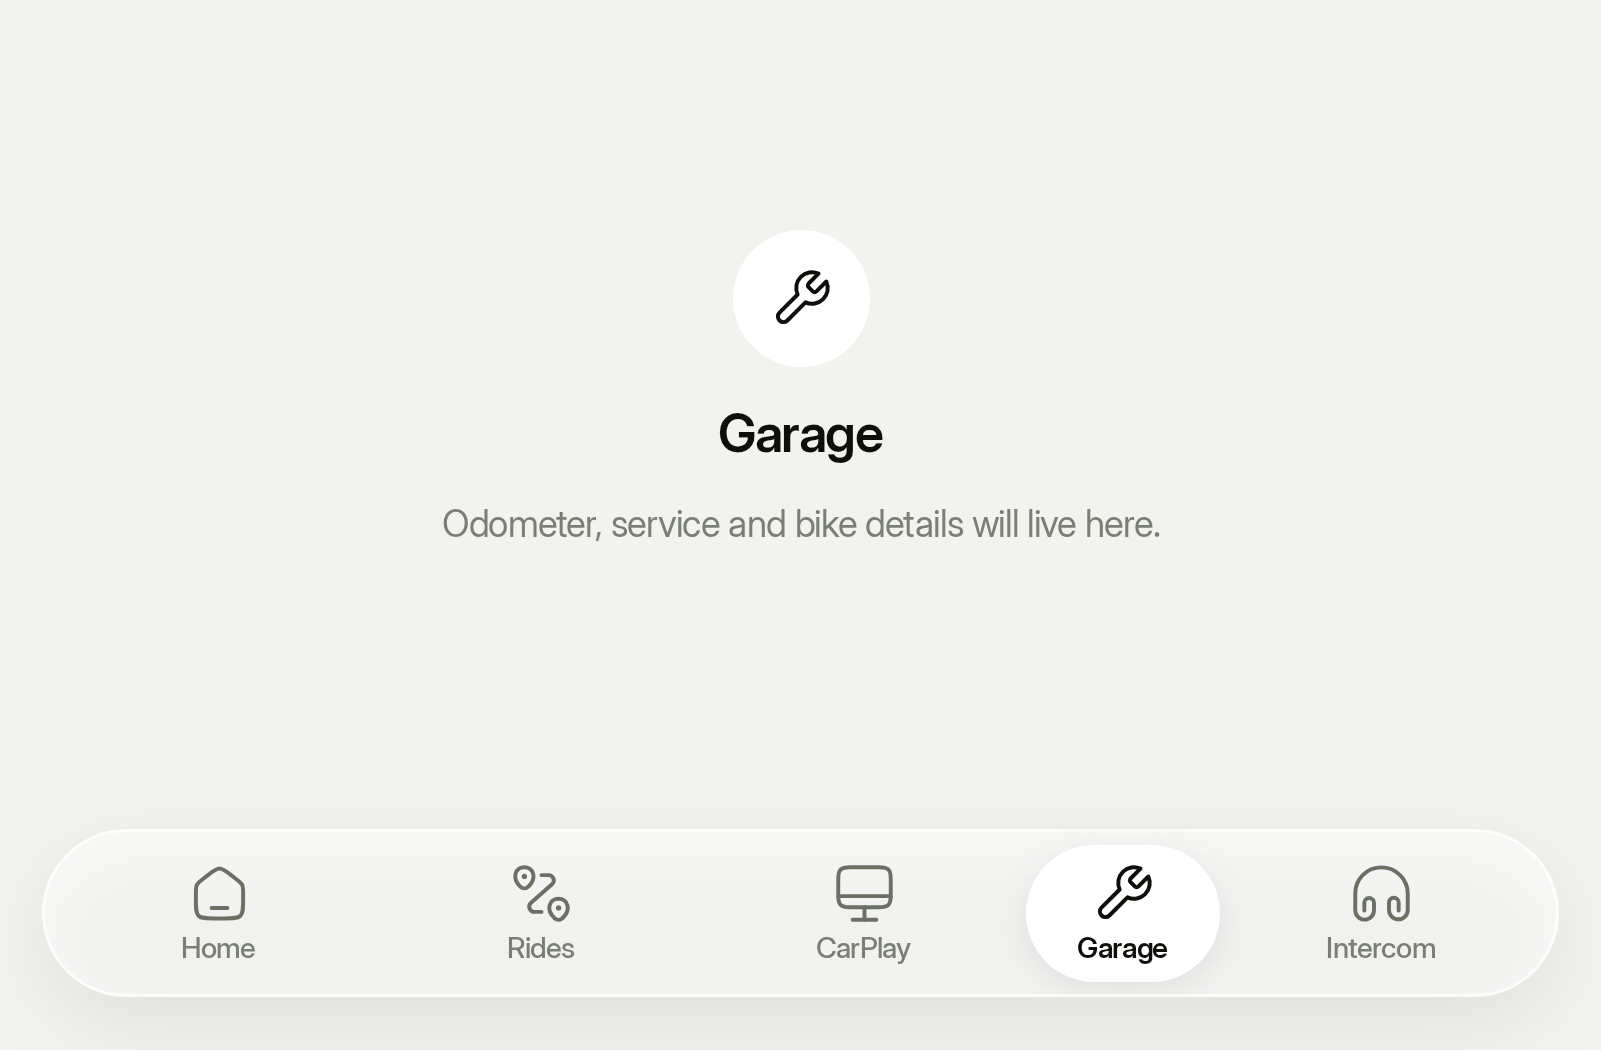 Garage
Odometer, service and bike details will live here.
Home
Rides
CarPlay
Garage
Intercom